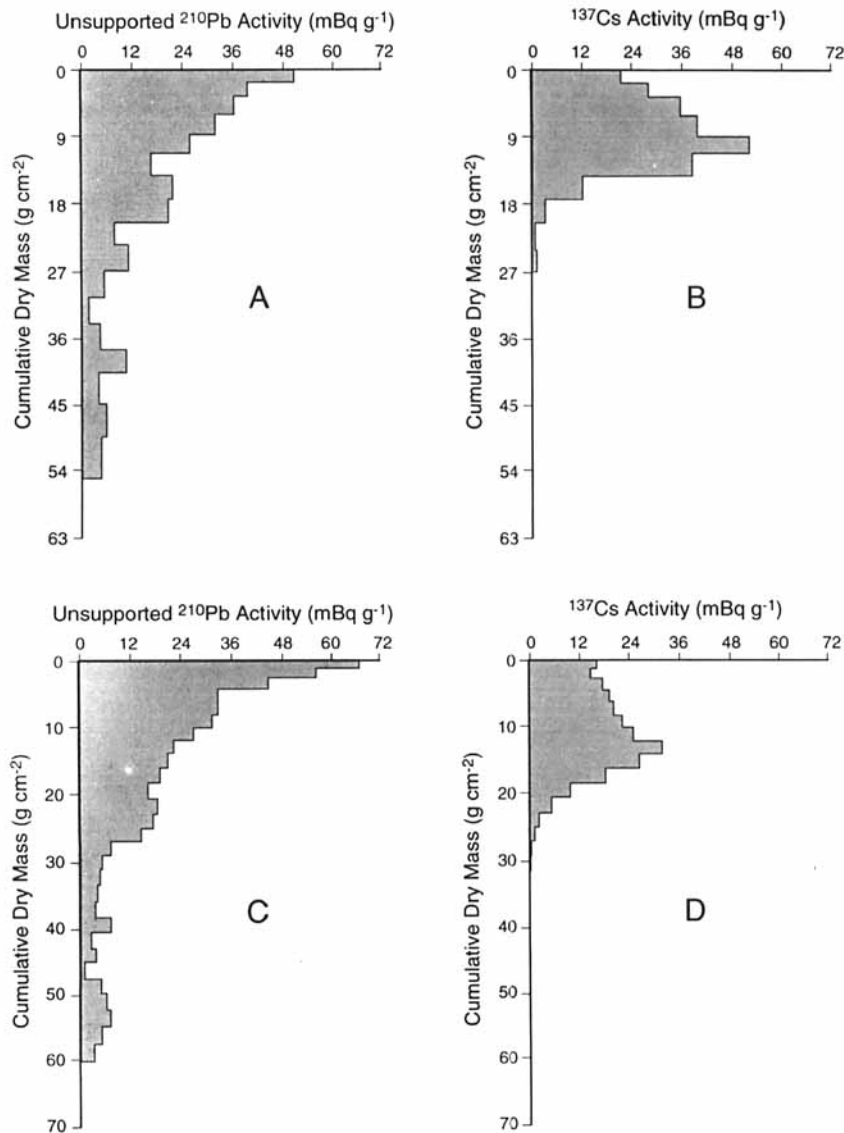 Unsupported ²¹⁰Pb Activity (mBq g⁻¹)
0 12 24 36 48 60 72
Cumulative Dry Mass (g cm⁻²)
0
9
18
27
36
45
54
63
A
¹³⁷Cs Activity (mBq g⁻¹)
0 12 24 36 48 60 72
Cumulative Dry Mass (g cm⁻²)
0
9
18
27
36
45
54
63
B
Unsupported ²¹⁰Pb Activity (mBq g⁻¹)
0 12 24 36 48 60 72
Cumulative Dry Mass (g cm⁻²)
0
10
20
30
40
50
60
70
C
¹³⁷Cs Activity (mBq g⁻¹)
0 12 24 36 48 60 72
Cumulative Dry Mass (g cm⁻²)
0
10
20
30
40
50
60
70
D